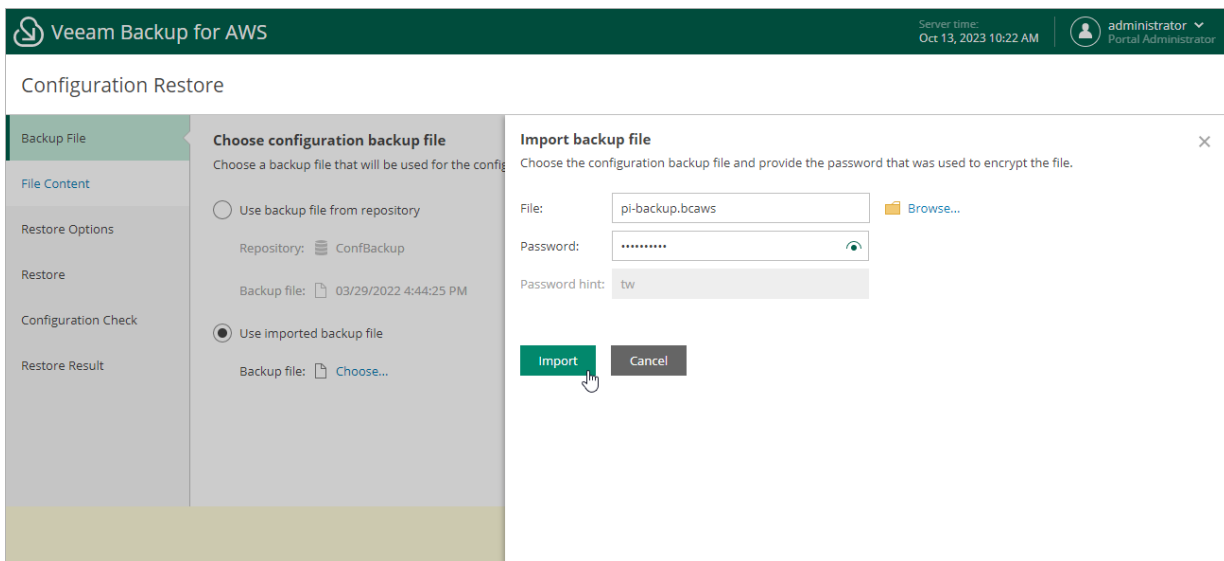 Veeam Backup for AWS
Server time:
Oct 13, 2023 10:22 AM
administrator
Portal Administrator
Configuration Restore
Backup File
File Content
Restore Options
Restore
Configuration Check
Restore Result
Choose configuration backup file
Choose a backup file that will be used for the config
Use backup file from repository
Repository: ConfBackup
Backup file: 03/29/2022 4:44:25 PM
Use imported backup file
Backup file: Choose...
Import backup file
Choose the configuration backup file and provide the password that was used to encrypt the file.
File: pi-backup.bcaws Browse...
Password: ••••••••••
Password hint: tw
Import Cancel